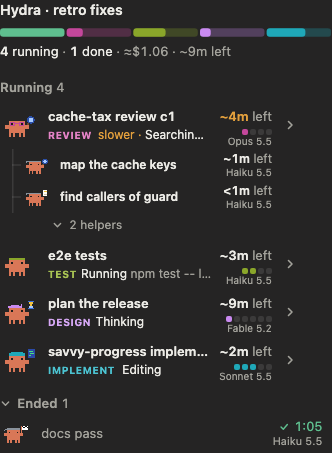 Hydra · retro fixes
4 running · 1 done · ≈$1.06 · ~9m left
Running 4
cache-tax review c1
~4m left
REVIEW slower · Searchin...
Opus 5.5
map the cache keys
~1m left
Haiku 5.5
find callers of guard
<1m left
Haiku 5.5
2 helpers
e2e tests
~3m left
TEST Running npm test -- l...
Haiku 5.5
plan the release
~9m left
DESIGN Thinking
Fable 5.2
savvy-progress implem...
~2m left
IMPLEMENT Editing
Sonnet 5.5
Ended 1
docs pass
✓ 1:05
Haiku 5.5